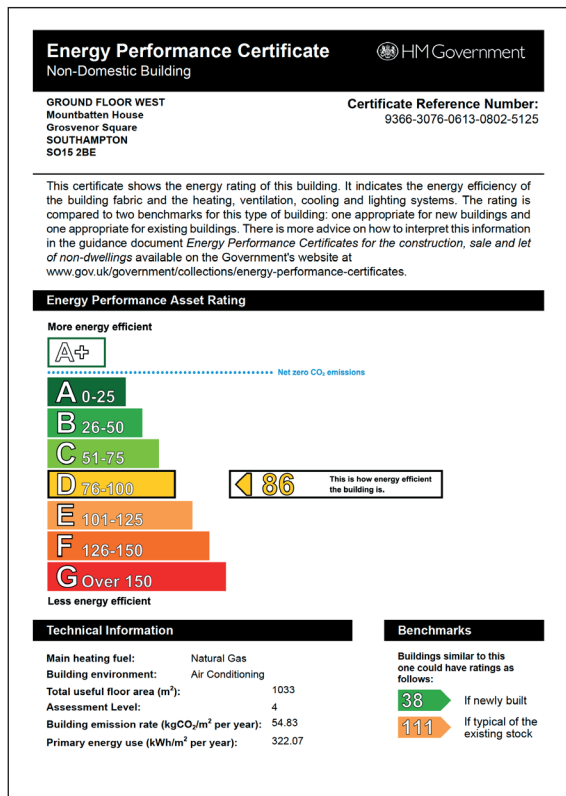 Energy Performance Certificate
Non-Domestic Building
HM Government
GROUND FLOOR WEST
Mountbatten House
Grosvenor Square
SOUTHAMPTON
SO15 2BE
Certificate Reference Number:
9366-3076-0613-0802-5125
This certificate shows the energy rating of this building. It indicates the energy efficiency of
the building fabric and the heating, ventilation, cooling and lighting systems. The rating is
compared to two benchmarks for this type of building: one appropriate for new buildings and
one appropriate for existing buildings. There is more advice on how to interpret this information
in the guidance document Energy Performance Certificates for the construction, sale and let
of non-dwellings available on the Government's website at
www.gov.uk/government/collections/energy-performance-certificates.
Energy Performance Asset Rating
More energy efficient
A+
Net zero CO₂ emissions
A 0-25
B 26-50
C 51-75
D 76-100
86
This is how energy efficient
the building is.
E 101-125
F 126-150
G Over 150
Less energy efficient
Technical Information
Main heating fuel: Natural Gas
Building environment: Air Conditioning
Total useful floor area (m²): 1033
Assessment Level: 4
Building emission rate (kgCO₂/m² per year): 54.83
Primary energy use (kWh/m² per year): 322.07
Benchmarks
Buildings similar to this
one could have ratings as
follows:
38 If newly built
111 If typical of the
existing stock